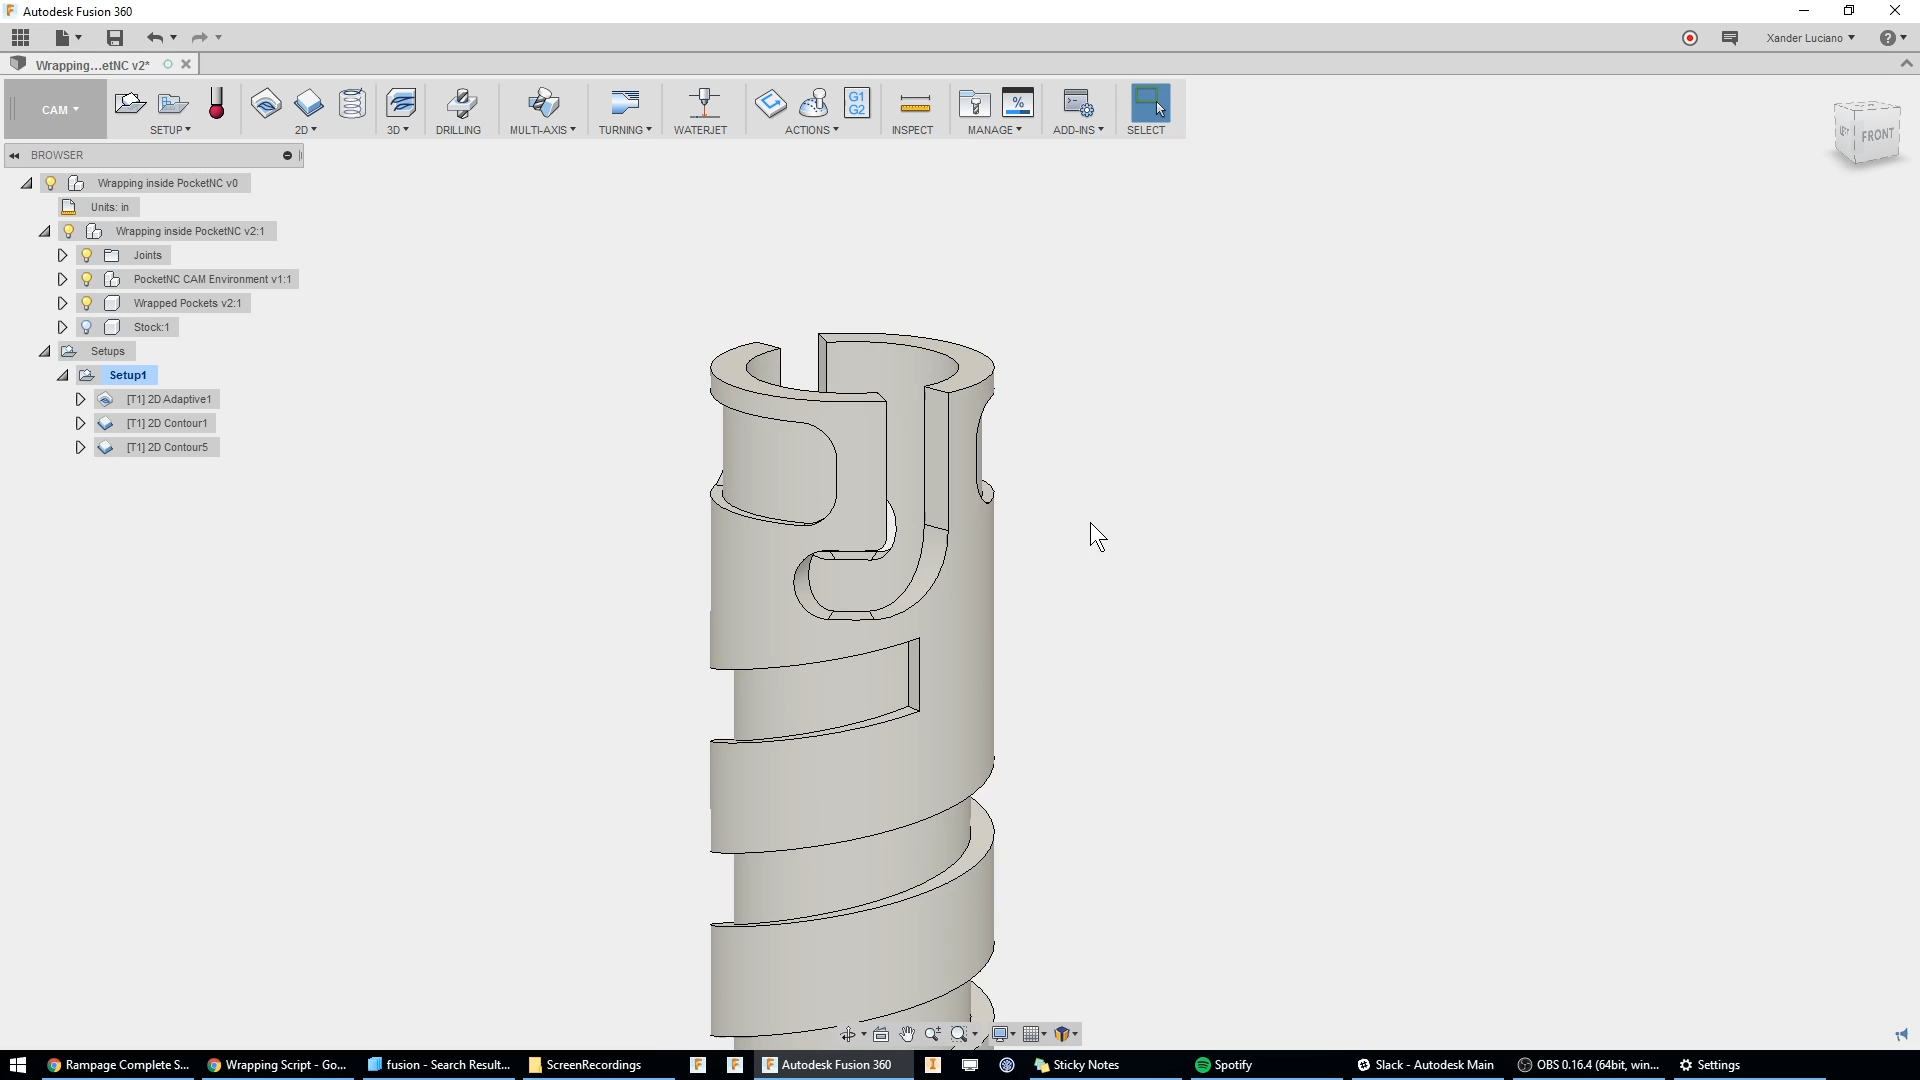 Autodesk Fusion 360
Xander Luciano
Wrapping...etNC v2*
CAM
SETUP
2D
3D
DRILLING
MULTI-AXIS
TURNING
WATERJET
G1
G2
ACTIONS
INSPECT
%
MANAGE
ADD-INS
SELECT
FRONT
BROWSER
Wrapping inside PocketNC v0
Units: in
Wrapping inside PocketNC v2:1
Joints
PocketNC CAM Environment v1:1
Wrapped Pockets v2:1
Stock:1
Setups
Setup1
[T1] 2D Adaptive1
[T1] 2D Contour1
[T1] 2D Contour5
Rampage Complete S...
Wrapping Script - Go...
fusion - Search Result...
ScreenRecordings
Autodesk Fusion 360
Sticky Notes
Spotify
Slack - Autodesk Main
OBS 0.16.4 (64bit, win...
Settings